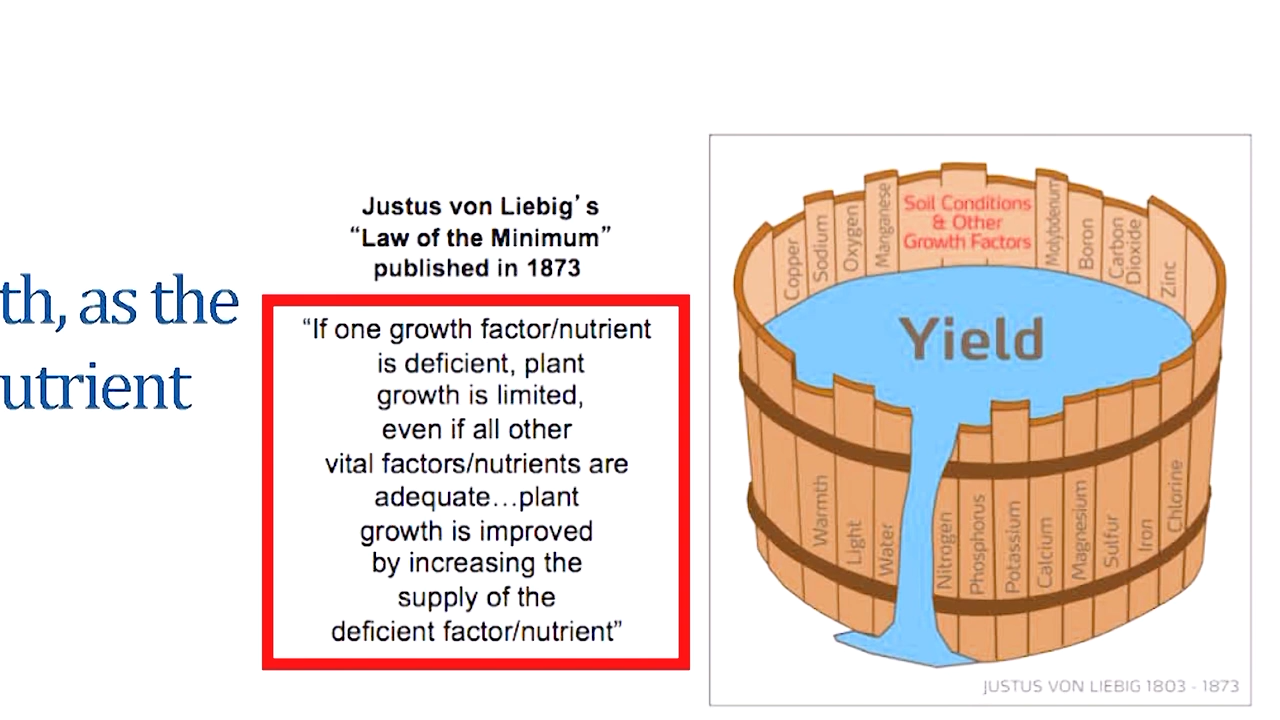 th, as the
utrient
Justus von Liebig's
“Law of the Minimum”
published in 1873
“If one growth factor/nutrient
is deficient, plant
growth is limited,
even if all other
vital factors/nutrients are
adequate…plant
growth is improved
by increasing the
supply of the
deficient factor/nutrient”
Copper
Sodium
Oxygen
Manganese
Soil Conditions
& Other
Growth Factors
Molybdenum
Boron
Carbon
Dioxide
Zinc
Yield
Warmth
Light
Water
Nitrogen
Phosphorus
Potassium
Calcium
Magnesium
Sulfur
Iron
Chlorine
JUSTUS VON LIEBIG 1803 - 1873